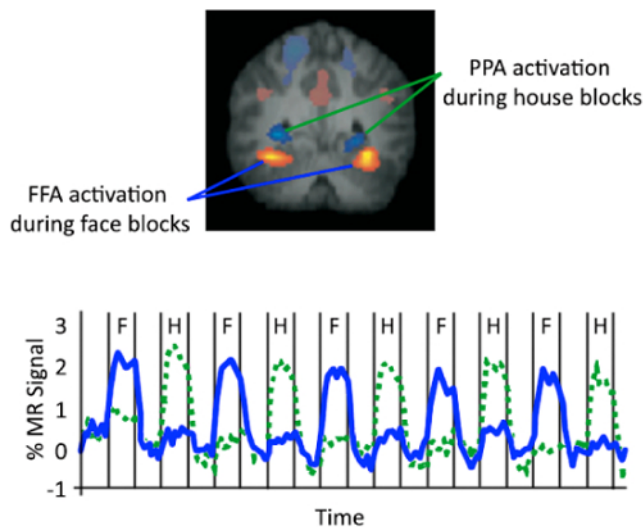 PPA activation
during house blocks
FFA activation
during face blocks
3
2
1
0
-1
% MR Signal
F H F H F H F H F H
Time